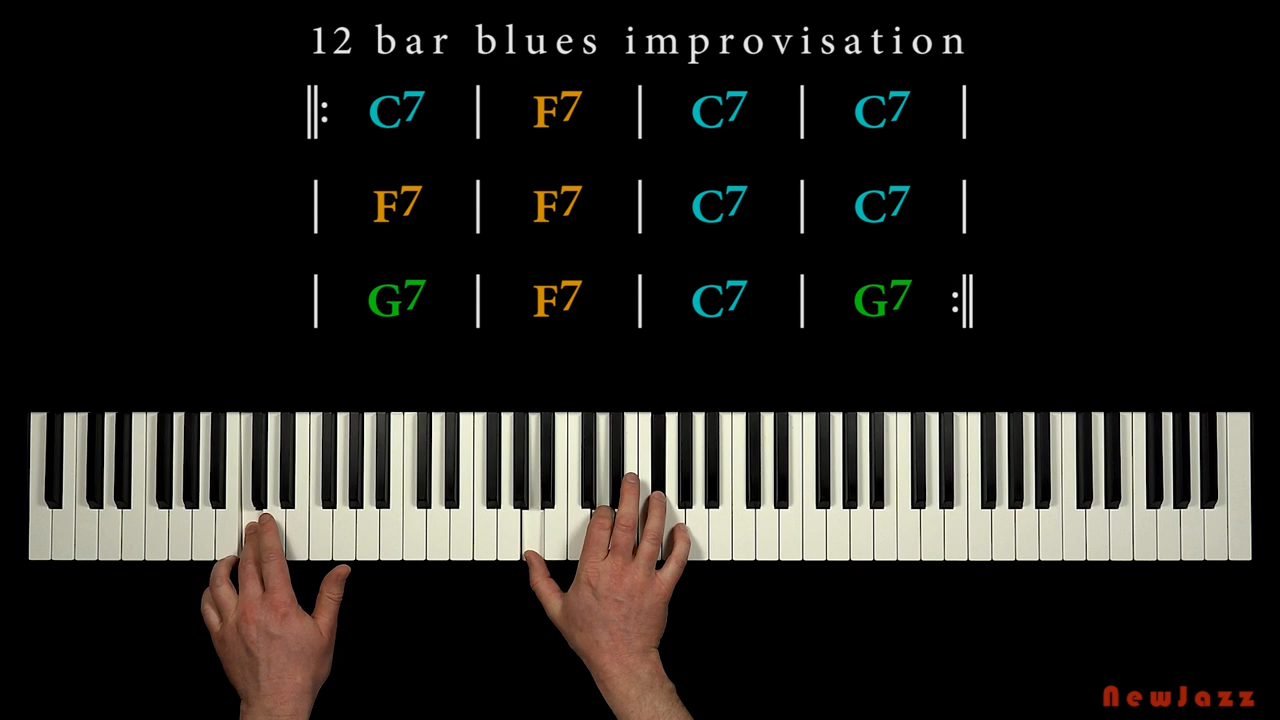 12 bar blues improvisation
𝄆 C7 | F7 | C7 | C7 |
| F7 | F7 | C7 | C7 |
| G7 | F7 | C7 | G7 𝄇
NewJazz